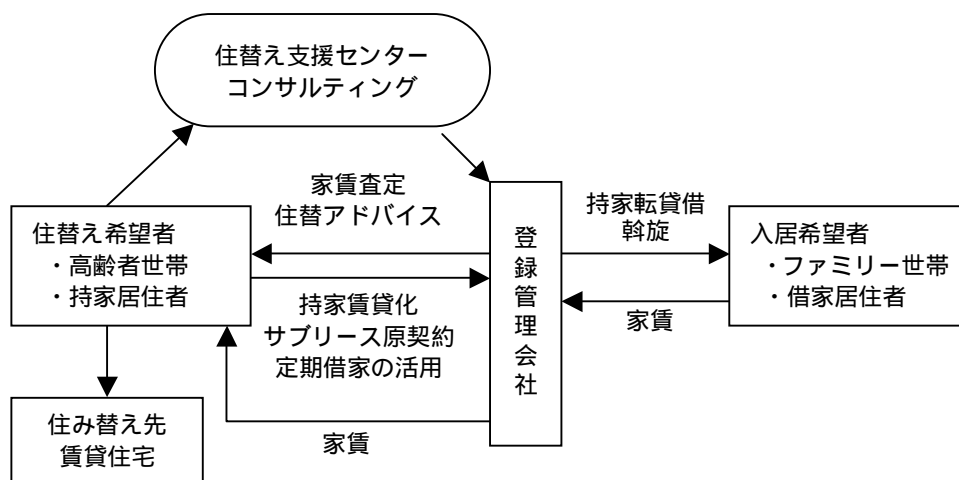 住替え支援センター
コンサルティング
家賃査定
住替アドバイス
持家転貸借
斡旋
住替え希望者
・高齢者世帯
・持家居住者
登録管理会社
入居希望者
・ファミリー世帯
・借家居住者
持家賃貸化
サブリース原契約
定期借家の活用
家賃
住み替え先
賃貸住宅
家賃